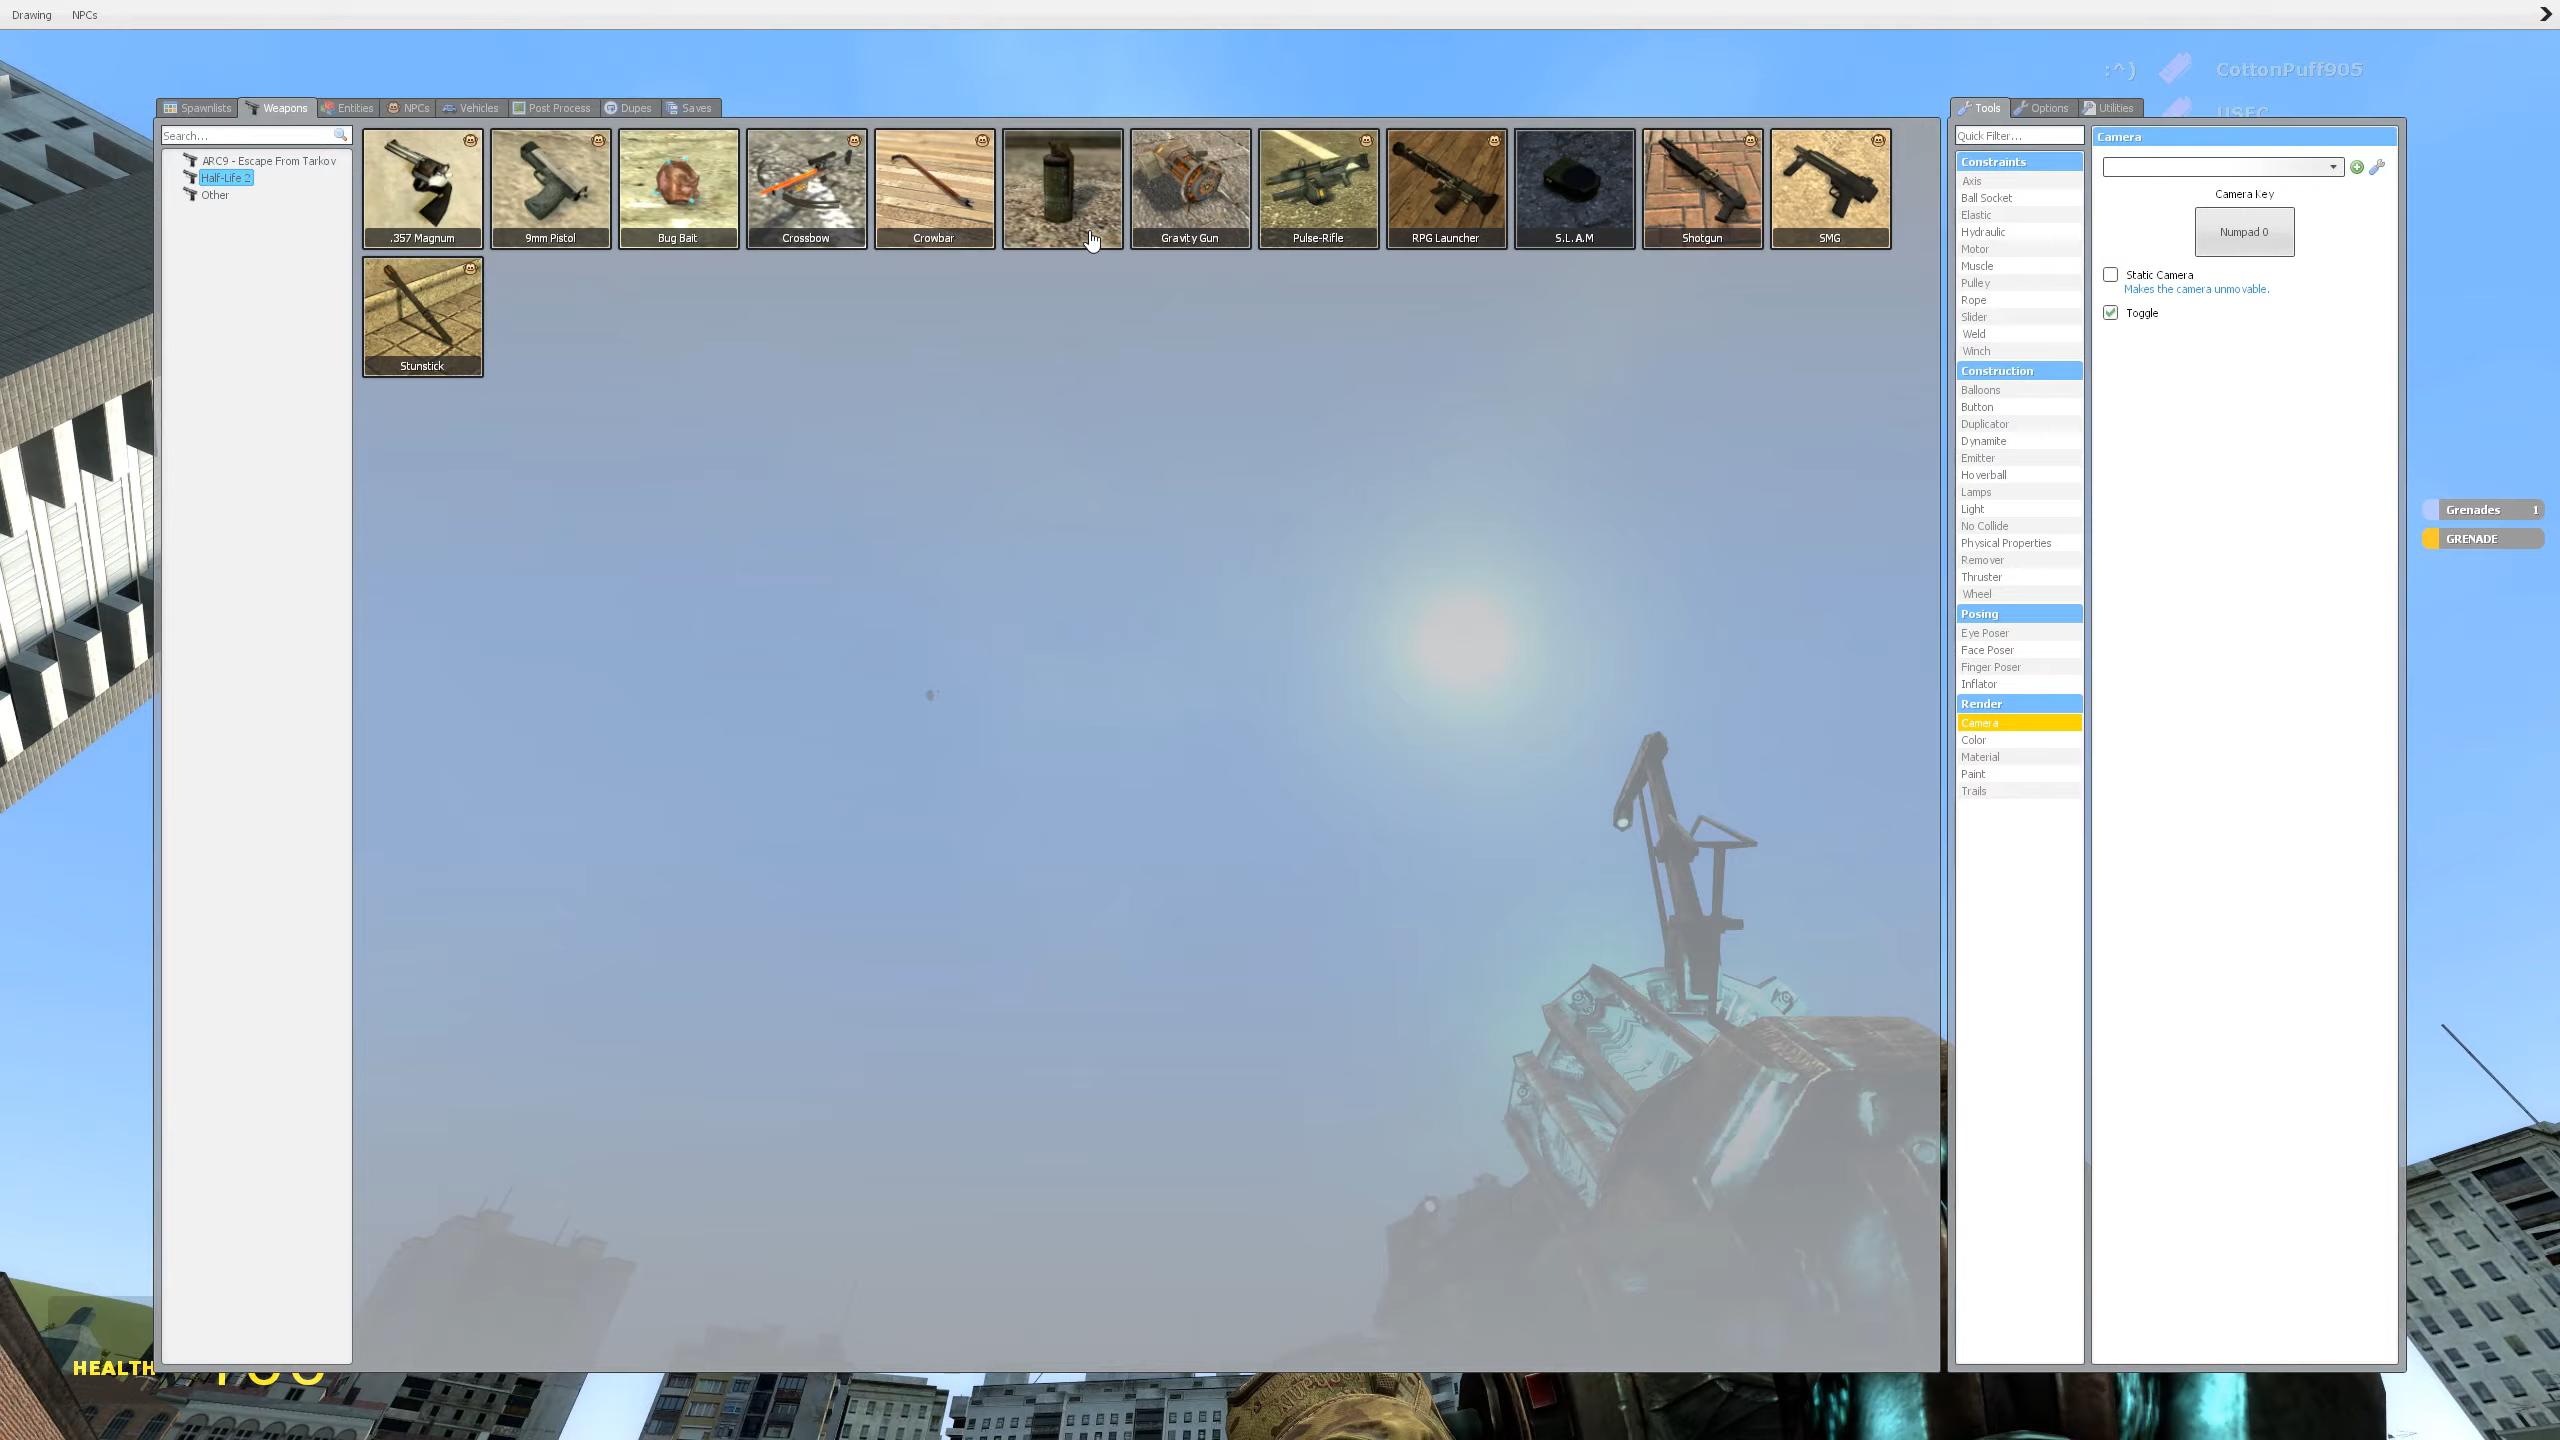 Drawing NPCs
:^) CottonPuff905
USEC
Spawnlists Weapons Entities NPCs Vehicles Post Process Dupes Saves
Search...
ARC9 - Escape From Tarkov
Half-Life 2
Other
.357 Magnum
9mm Pistol
Bug Bait
Crossbow
Crowbar
Gravity Gun
Pulse-Rifle
RPG Launcher
S.L.A.M
Shotgun
SMG
Stunstick
Tools Options Utilities
Quick Filter...
Constraints
Axis
Ball Socket
Elastic
Hydraulic
Motor
Muscle
Pulley
Rope
Slider
Weld
Winch
Construction
Balloons
Button
Duplicator
Dynamite
Emitter
Hoverball
Lamps
Light
No Collide
Physical Properties
Remover
Thruster
Wheel
Posing
Eye Poser
Face Poser
Finger Poser
Inflator
Render
Camera
Color
Material
Paint
Trails
Camera
Camera Key
Numpad 0
Static Camera
Makes the camera unmovable.
Toggle
Grenades 1
GRENADE
HEALTH 100